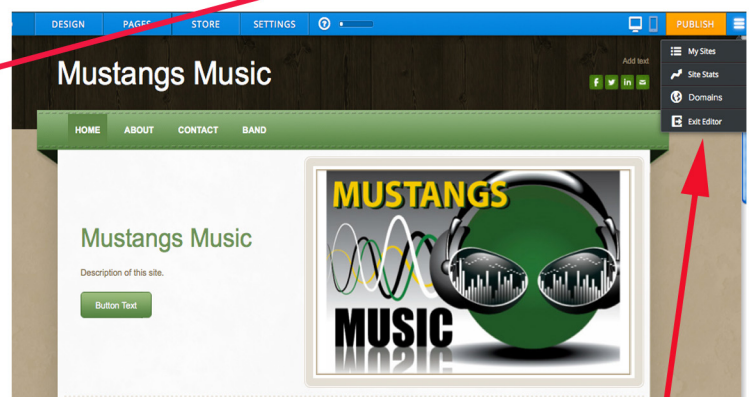 DESIGN PAGES STORE SETTINGS ? PUBLISH
My Sites
Site Stats
Domains
Exit Editor
Mustangs Music
Add text
f in
HOME ABOUT CONTACT BAND
Mustangs Music
Description of this site.
Button Text
MUSTANGS
MUSIC